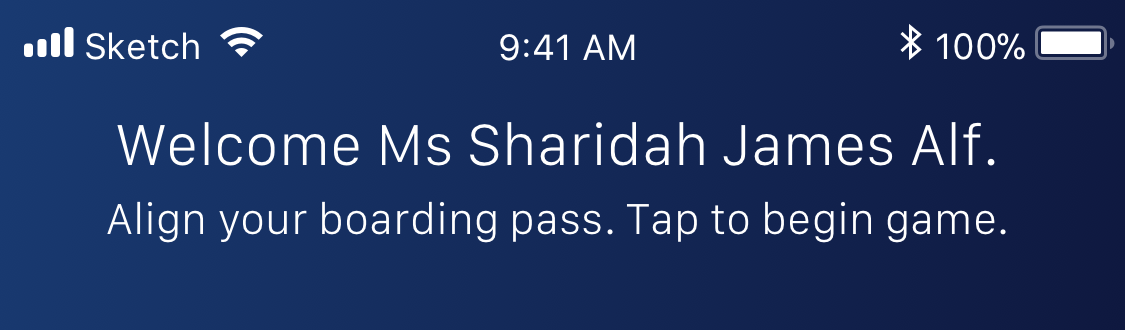 Sketch 9:41 AM 100%
Welcome Ms Sharidah James Alf.
Align your boarding pass. Tap to begin game.